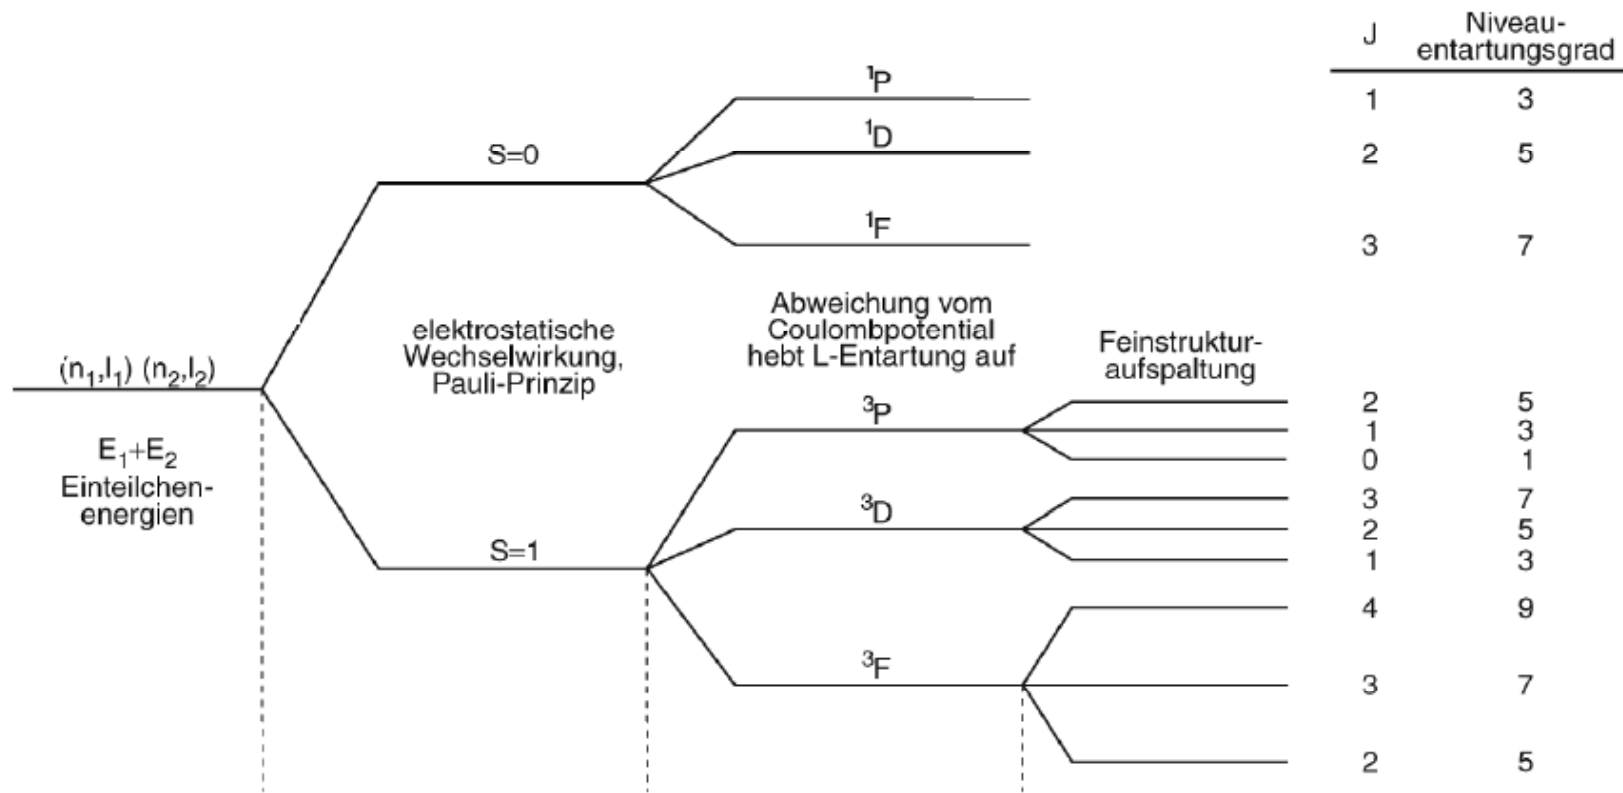 J
Niveau-
entartungsgrad
¹P
1 3
¹D
2 5
S=0
¹F
3 7
elektrostatische
Wechselwirkung,
Pauli-Prinzip
Abweichung vom
Coulombpotential
hebt L-Entartung auf
Feinstruktur-
aufspaltung
(n₁,l₁) (n₂,l₂)
E₁+E₂
Einteilchen-
energien
³P
2 5
1 3
0 1
³D
3 7
2 5
1 3
S=1
³F
4 9
3 7
2 5